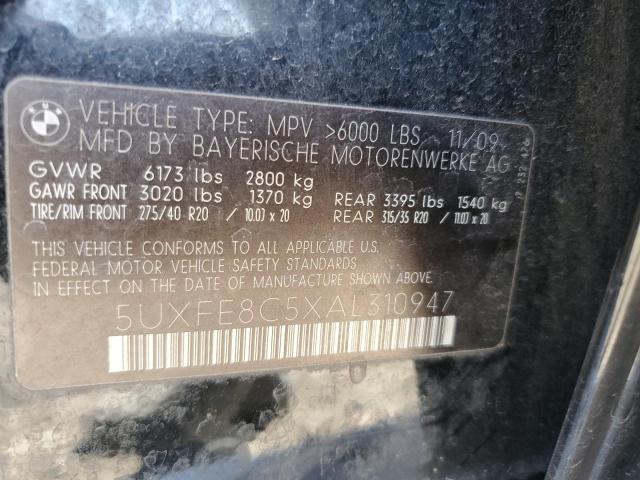 BMW
VEHICLE TYPE: MPV >6000 LBS 11/09
MFD BY BAYERISCHE MOTORENWERKE AG
GVWR 6173 lbs 2800 kg
GAWR FRONT 3020 lbs 1370 kg REAR 3395 lbs 1540 kg
TIRE/RIM FRONT 275/40 R20 / 10.0J x 20 REAR 315/35 R20 / 11.0J x 20
THIS VEHICLE CONFORMS TO ALL APPLICABLE U.S.
FEDERAL MOTOR VEHICLE SAFETY STANDARDS
IN EFFECT ON THE DATE OF MANUFACTURE SHOWN ABOVE.
5UXFE8C5XAL310947